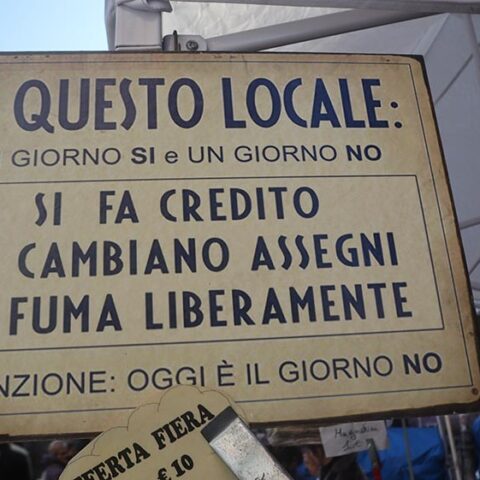 QUESTO LOCALE:
GIORNO SI e UN GIORNO NO
SI FA CREDITO
CAMBIANO ASSEGNI
FUMA LIBERAMENTE
NZIONE: OGGI È IL GIORNO NO
FFERTA FIERA
€ 10